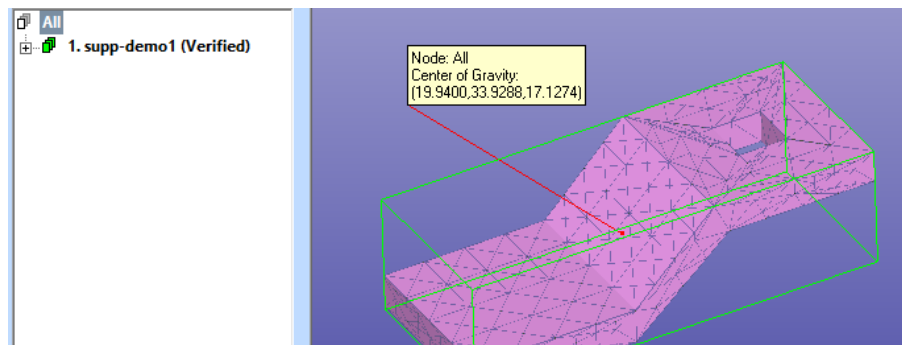 All
1. supp-demo1 (Verified)
Node: All
Center of Gravity:
(19.9400,33.9288,17.1274)